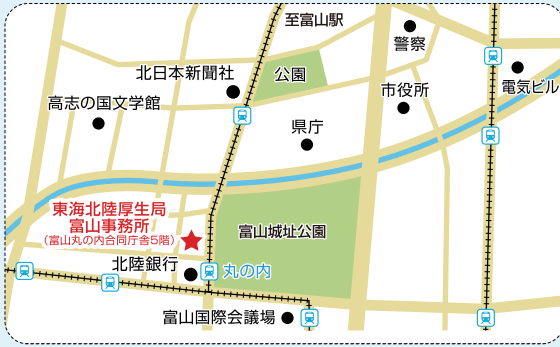 至富山駅
警察
北日本新聞社
公園
電気ビル
市役所
高志の国文学館
県庁
東海北陸厚生局
富山事務所
(富山丸の内合同庁舎5階)
富山城址公園
北陸銀行
丸の内
富山国際会議場